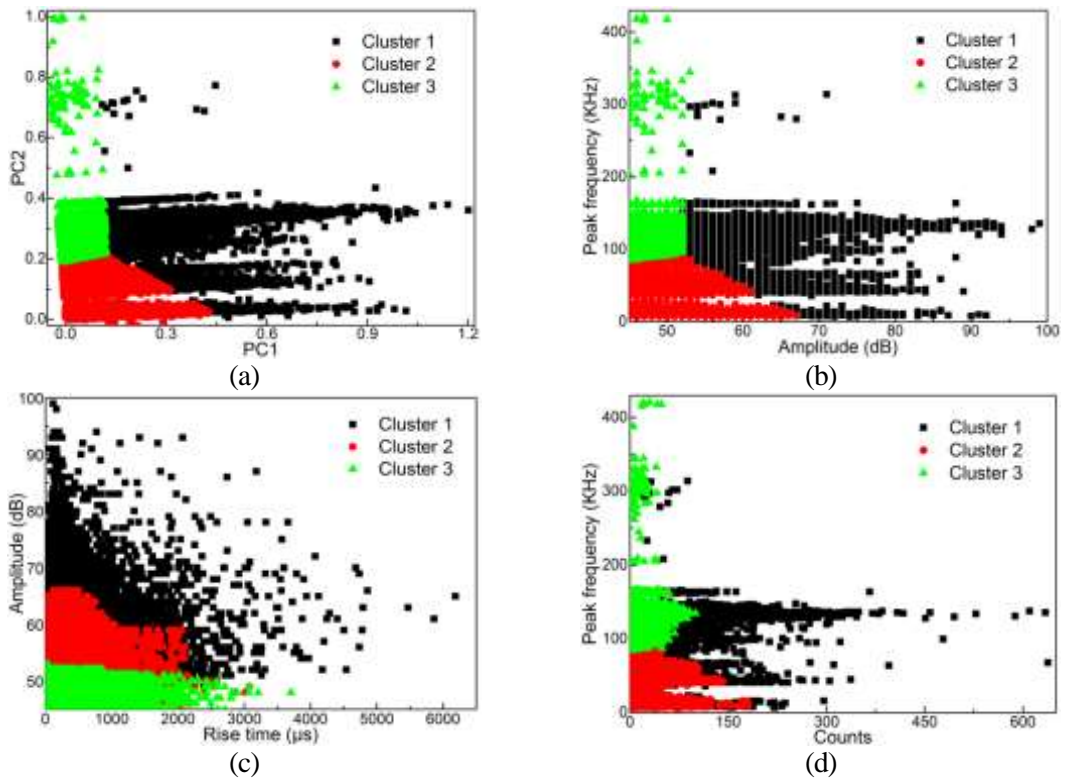 1.0
0.8
0.6
0.4
0.2
0.0
PC2
Cluster 1
Cluster 2
Cluster 3
0.0 0.3 0.6 0.9 1.2
PC1
(a)
400
300
200
100
0
Peak frequency (KHz)
Cluster 1
Cluster 2
Cluster 3
50 60 70 80 90 100
Amplitude (dB)
(b)
100
90
80
70
60
50
Amplitude (dB)
Cluster 1
Cluster 2
Cluster 3
0 1000 2000 3000 4000 5000 6000
Rise time (μs)
(c)
400
300
200
100
0
Peak frequency (KHz)
Cluster 1
Cluster 2
Cluster 3
0 150 300 450 600
Counts
(d)